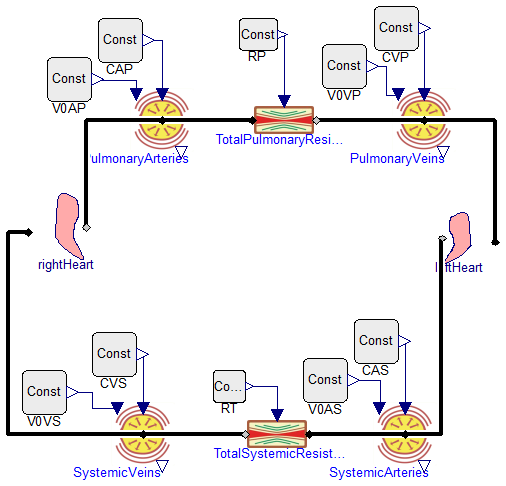 Const
CAP
Const
V0AP
Const
RP
Const
CVP
Const
V0VP
ulmonaryArteries
TotalPulmonaryResi...
PulmonaryVeins
rightHeart
leftHeart
Const
CVS
Const
V0VS
Co...
RT
Const
CAS
Const
V0AS
SystemicVeins
TotalSystemicResist...
SystemicArteries